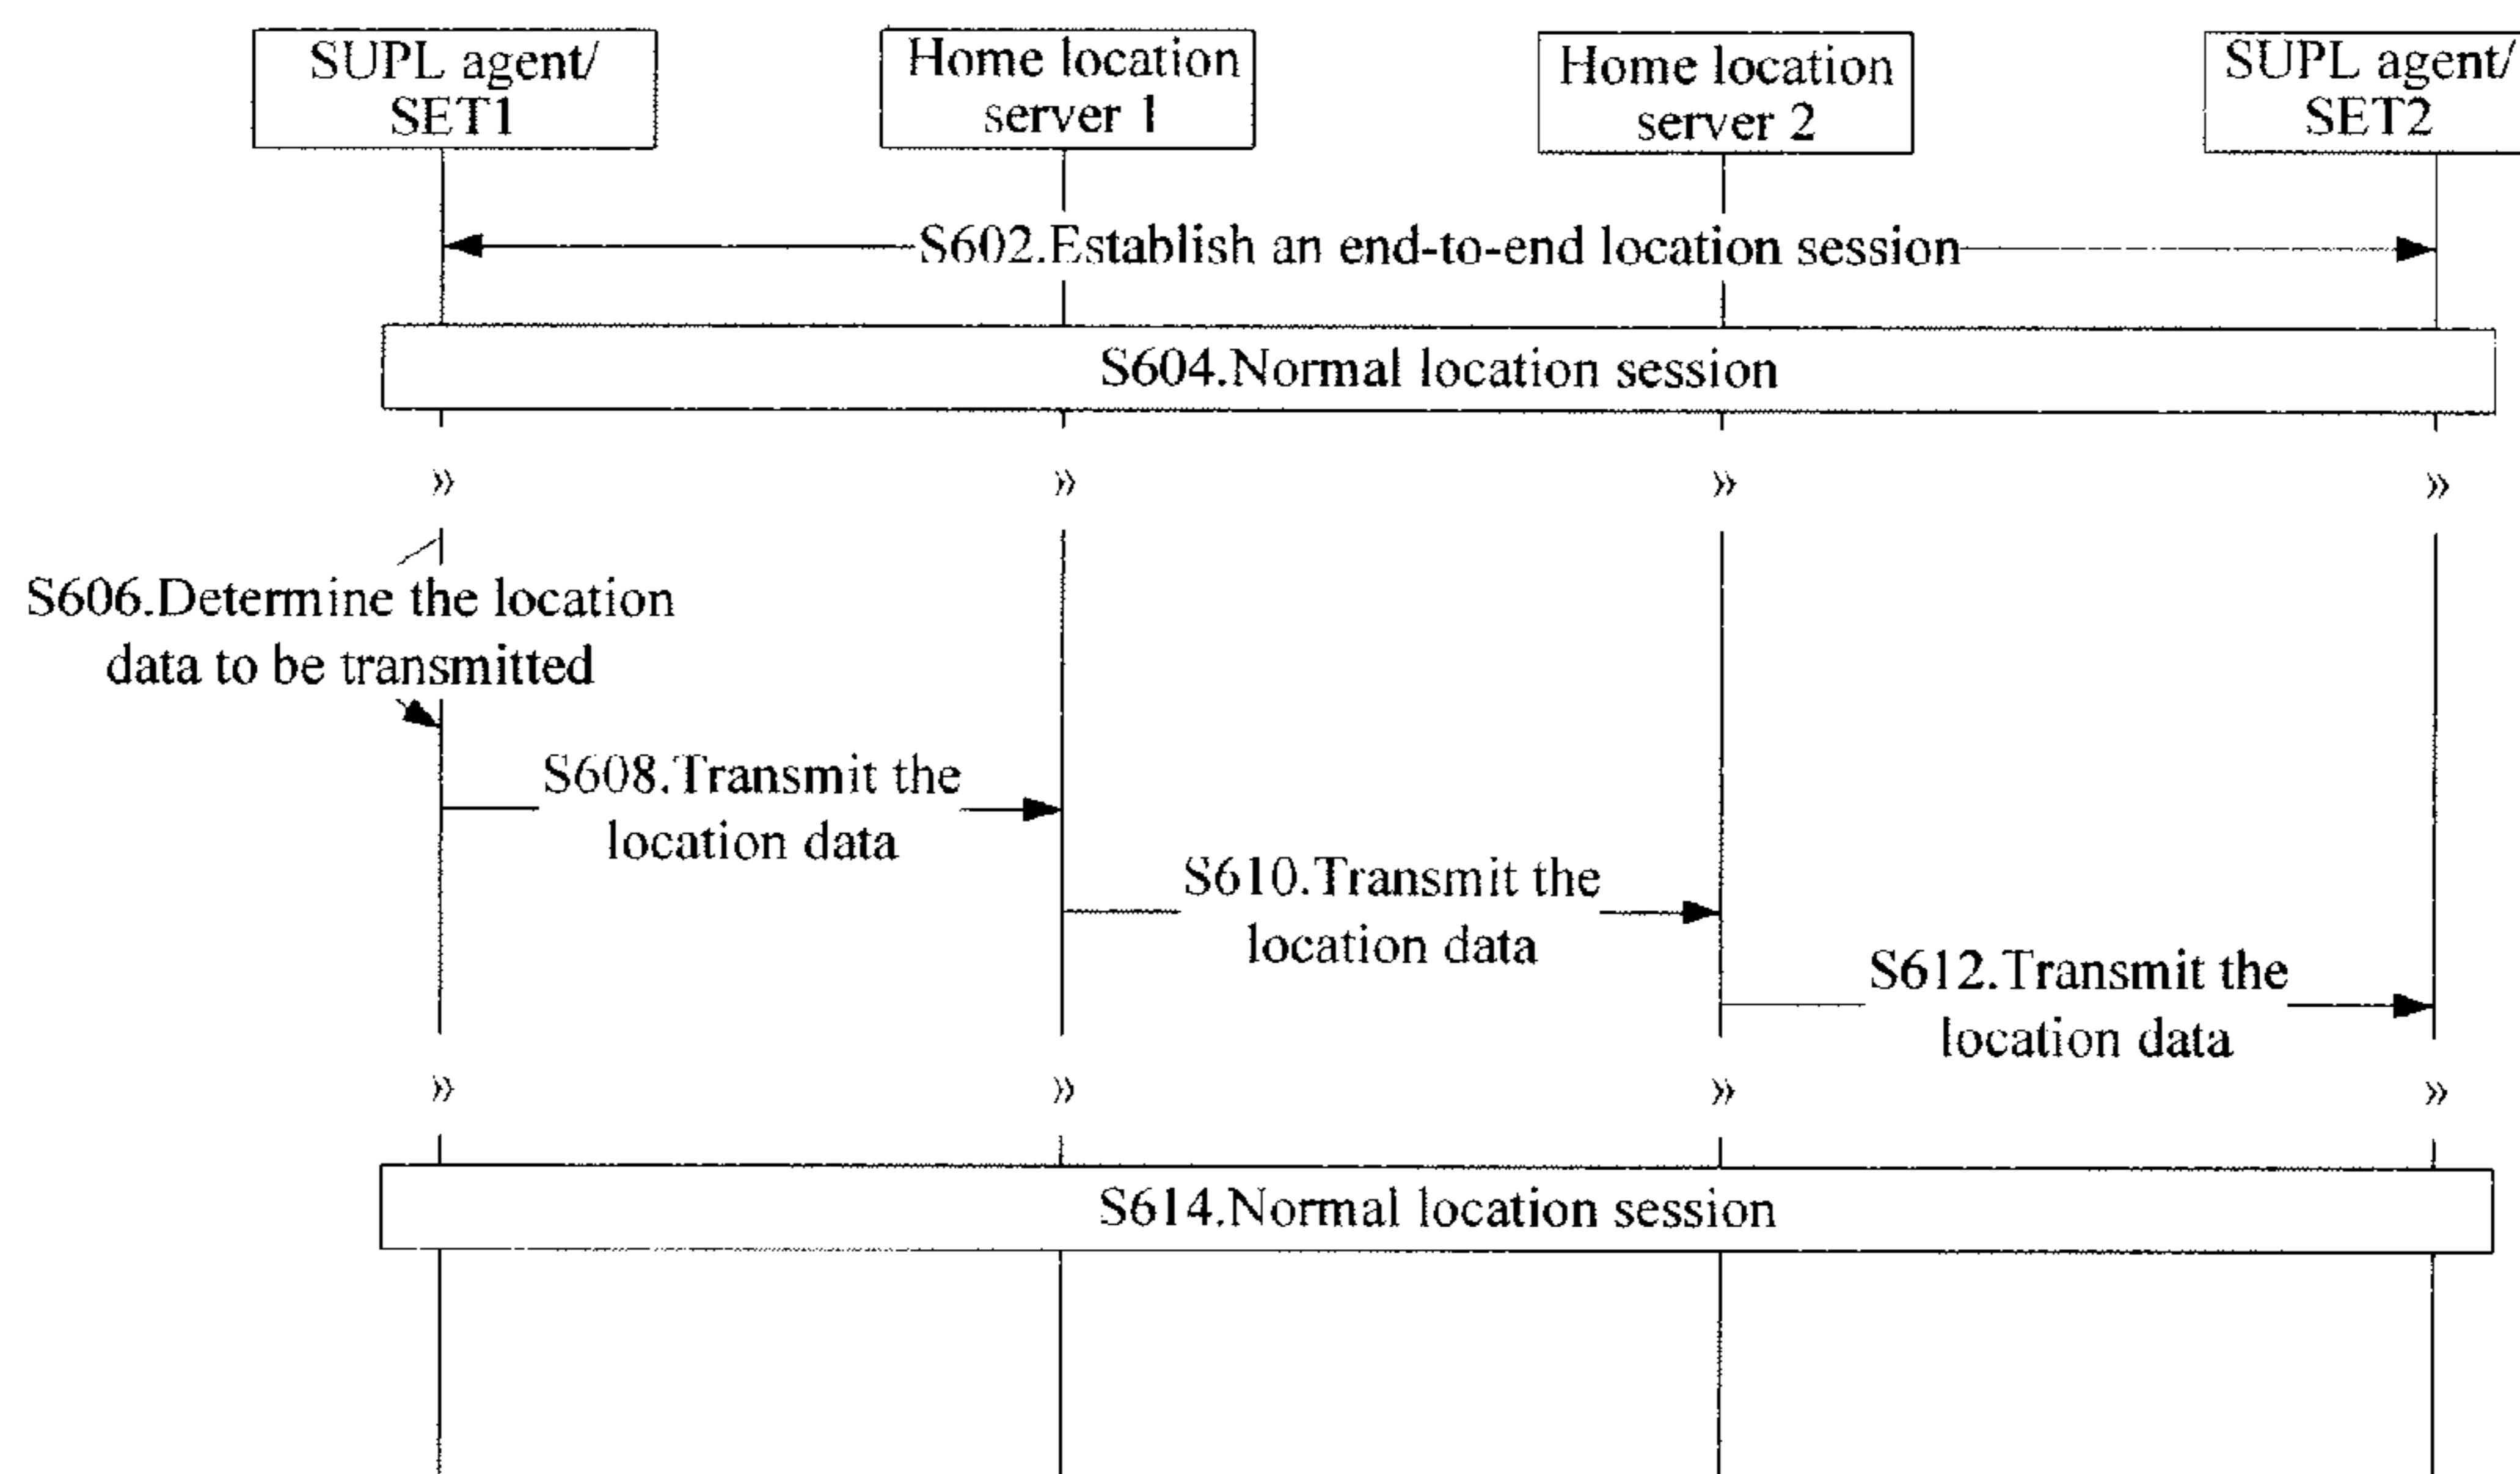 SUPL agent/
SET1
Home location
server 1
Home location
server 2
SUPL agent/
SET2
S602.Establish an end-to-end location session
S604.Normal location session
»
»
»
»
S606.Determine the location
data to be transmitted
S608.Transmit the
location data
S610.Transmit the
location data
S612.Transmit the
location data
»
»
»
»
S614.Normal location session